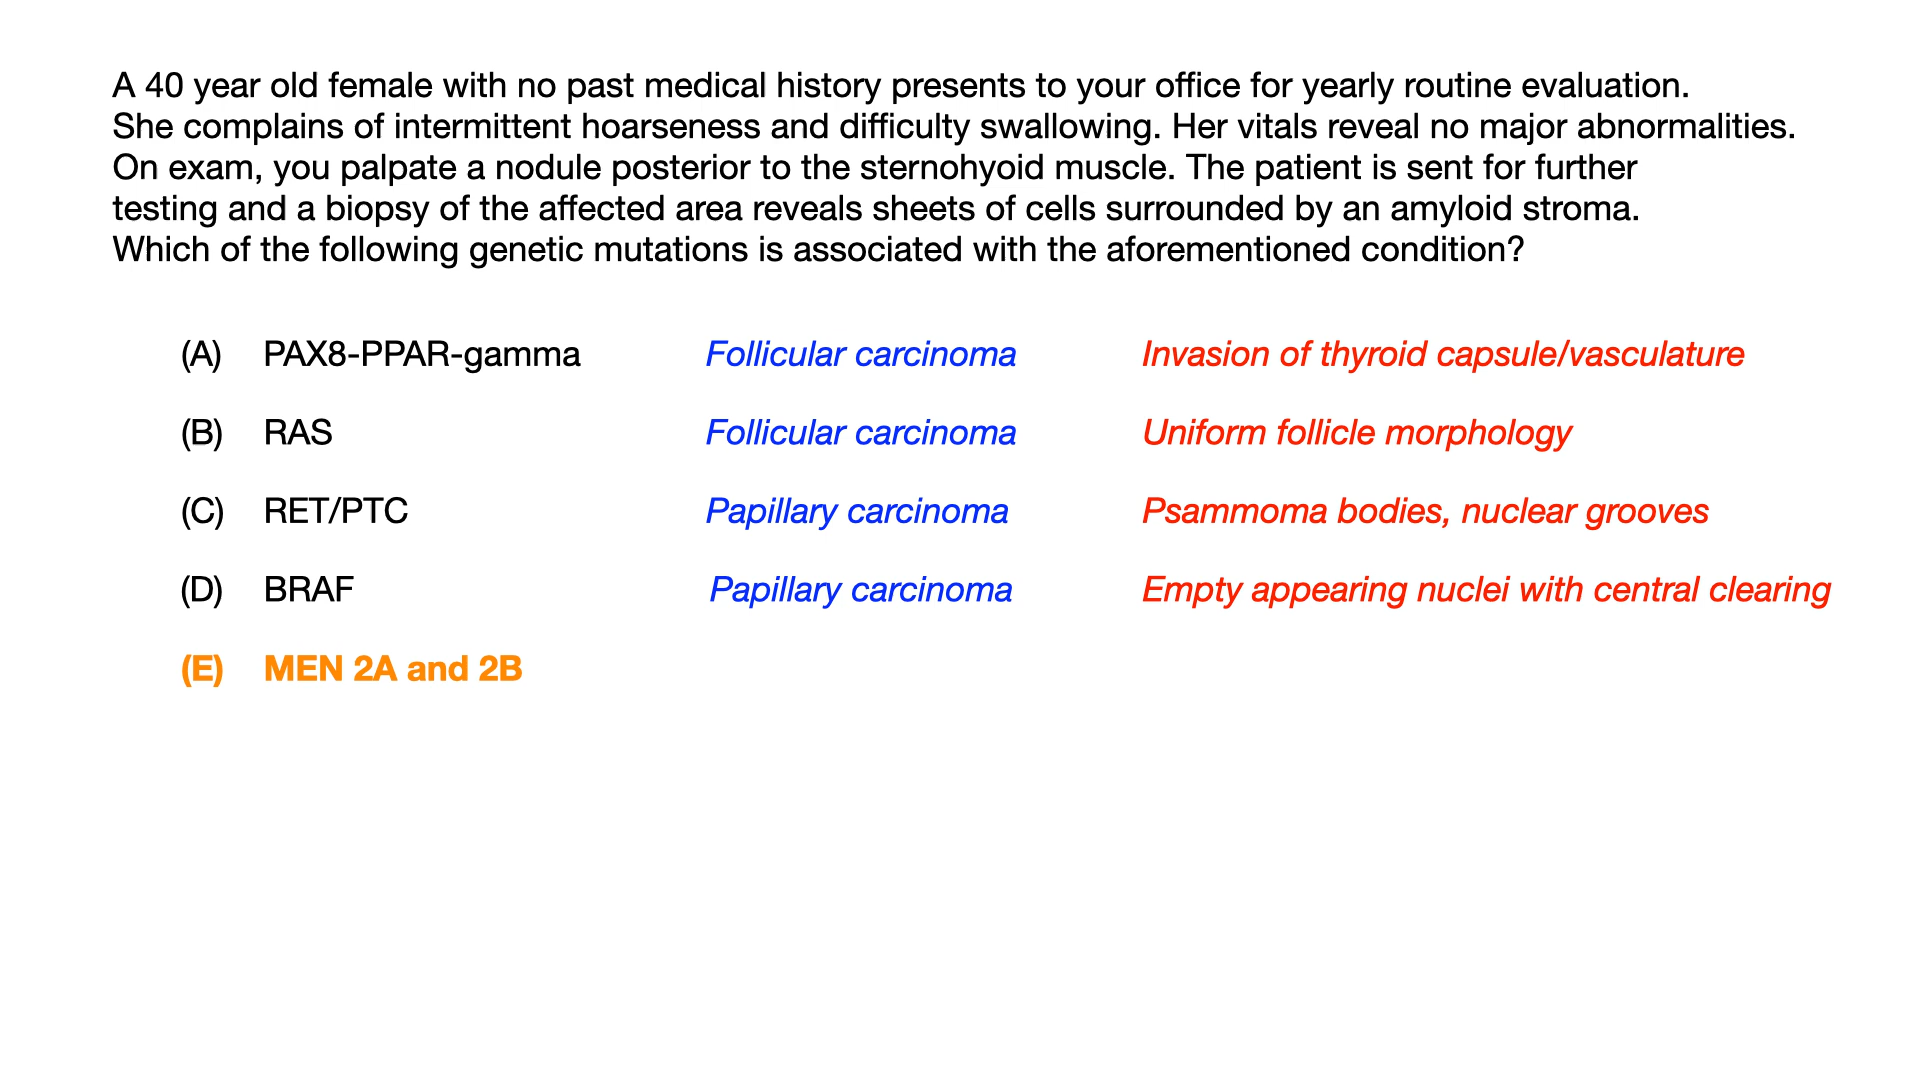 A 40 year old female with no past medical history presents to your office for yearly routine evaluation.
She complains of intermittent hoarseness and difficulty swallowing. Her vitals reveal no major abnormalities.
On exam, you palpate a nodule posterior to the sternohyoid muscle. The patient is sent for further
testing and a biopsy of the affected area reveals sheets of cells surrounded by an amyloid stroma.
Which of the following genetic mutations is associated with the aforementioned condition?
(A) PAX8-PPAR-gamma Follicular carcinoma Invasion of thyroid capsule/vasculature
(B) RAS Follicular carcinoma Uniform follicle morphology
(C) RET/PTC Papillary carcinoma Psammoma bodies, nuclear grooves
(D) BRAF Papillary carcinoma Empty appearing nuclei with central clearing
(E) MEN 2A and 2B